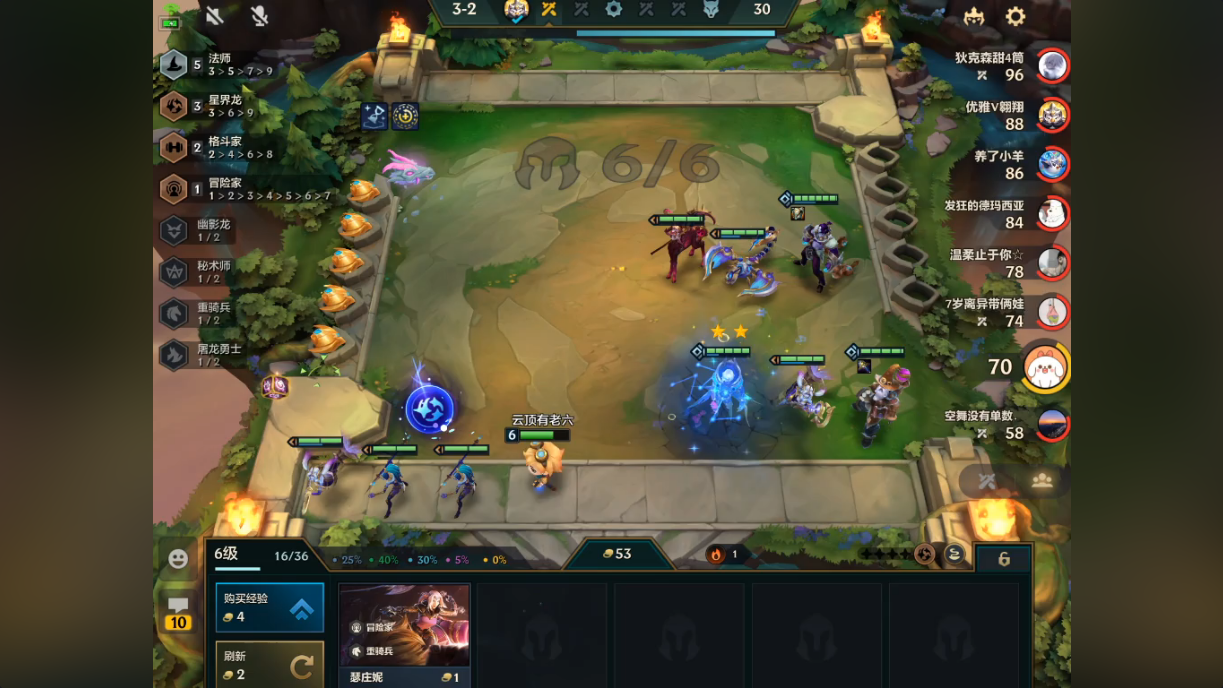 3-2
30
5 法师
3 > 5 > 7 > 9
3 星界龙
3 > 6 > 9
2 格斗家
2 > 4 > 6 > 8
1 冒险家
1 > 2 > 3 > 4 > 5 > 6 > 7
幽影龙
1 / 2
秘术师
1 / 2
重骑兵
1 / 2
屠龙勇士
1 / 2
6/6
狄克森甜4筒
96
优雅V翱翔
88
养了小羊
86
发狂的德玛西亚
84
温柔止于你☆
78
7岁离异带俩娃
74
70
空舞没有单数.
58
云顶有老六
6
6级
16/36
25% 40% 30% 5% 0%
53
1
10
购买经验
4
刷新
2
冒险家
重骑兵
瑟庄妮
1